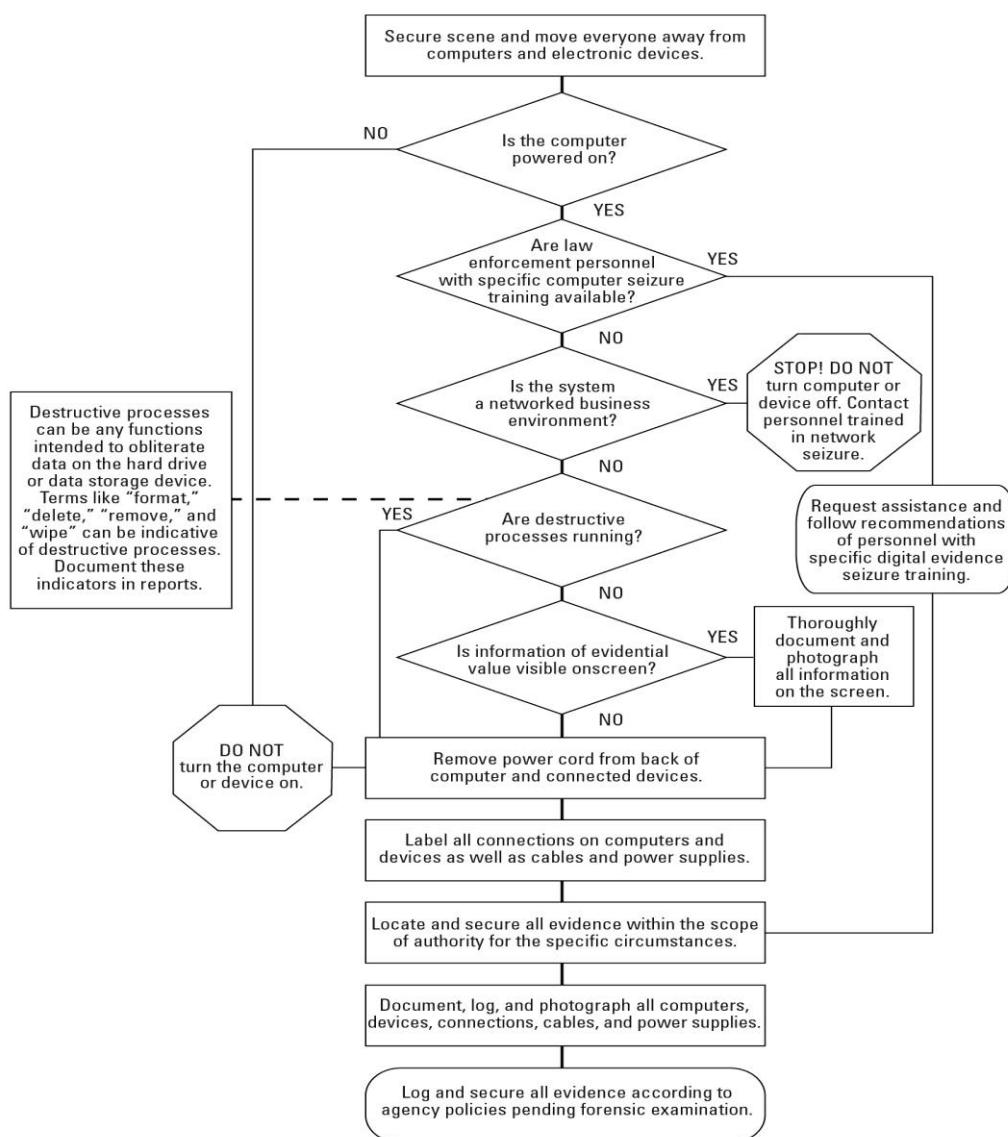 Secure scene and move everyone away from
computers and electronic devices.
NO
Is the computer
powered on?
YES
Are law
enforcement personnel
with specific computer seizure
training available?
YES
NO
Is the system
a networked business
environment?
YES
STOP! DO NOT
turn computer or
device off. Contact
personnel trained
in network
seizure.
NO
Destructive processes
can be any functions
intended to obliterate
data on the hard drive
or data storage device.
Terms like “format,”
“delete,” “remove,” and
“wipe” can be indicative
of destructive processes.
Document these
indicators in reports.
YES
Are destructive
processes running?
Request assistance and
follow recommendations
of personnel with
specific digital evidence
seizure training.
NO
Is information of evidential
value visible onscreen?
YES
Thoroughly
document and
photograph
all information
on the screen.
NO
DO NOT
turn the computer
or device on.
Remove power cord from back of
computer and connected devices.
Label all connections on computers and
devices as well as cables and power supplies.
Locate and secure all evidence within the scope
of authority for the specific circumstances.
Document, log, and photograph all computers,
devices, connections, cables, and power supplies.
Log and secure all evidence according to
agency policies pending forensic examination.